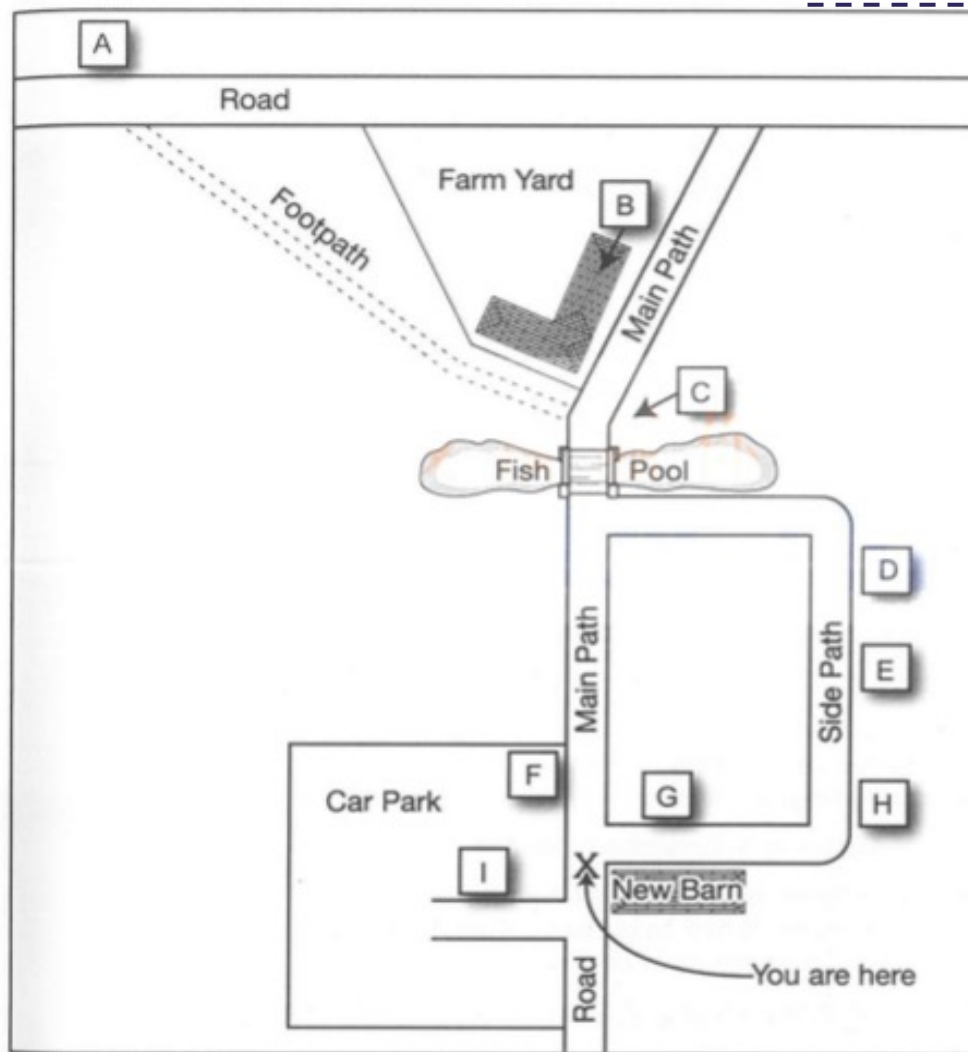 A
Road
Farm Yard
B
Footpath
Main Path
C
Fish Pool
D
Main Path
Side Path
E
F
G
H
Car Park
I
X
New Barn
You are here
Road